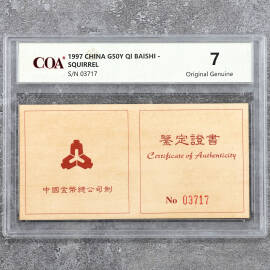 COA
1997 CHINA G50Y QI BAISHI -
SQUIRREL
S/N 03717
7
Original Genuine
中國金幣總公司制
鉴定證書
Certificate of Authenticity
No 03717